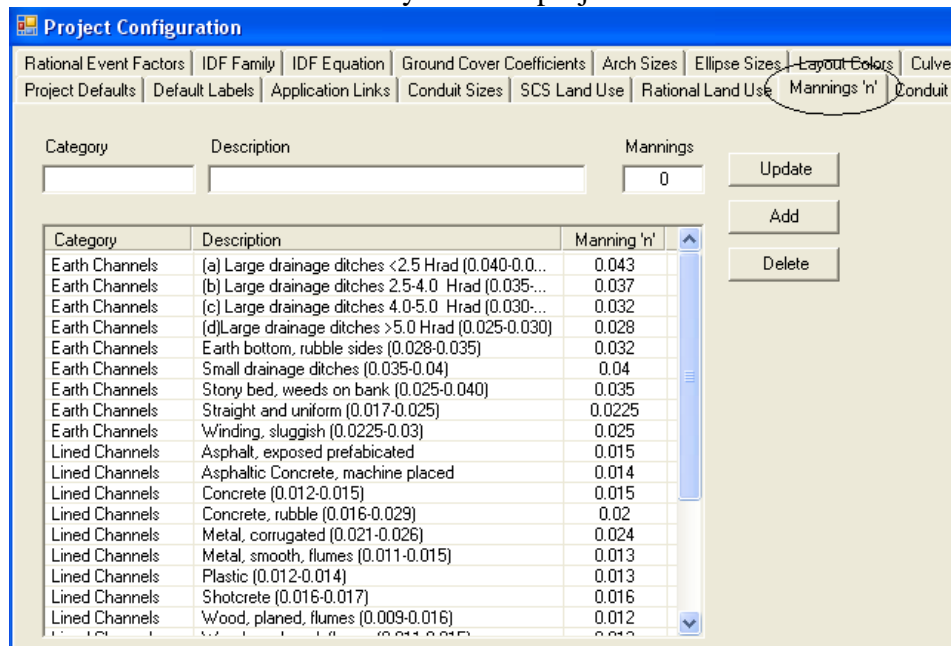 Project Configuration
Rational Event Factors IDF Family IDF Equation Ground Cover Coefficients Arch Sizes Ellipse Sizes Layout Colors Culve
Project Defaults Default Labels Application Links Conduit Sizes SCS Land Use Rational Land Use Mannings 'n' Conduit
Category Description Mannings
0
Update
Add
Delete
Category Description Manning 'n'
Earth Channels (a) Large drainage ditches <2.5 Hrad (0.040-0.0... 0.043
Earth Channels (b) Large drainage ditches 2.5-4.0 Hrad (0.035-... 0.037
Earth Channels (c) Large drainage ditches 4.0-5.0 Hrad (0.030-... 0.032
Earth Channels (d)Large drainage ditches >5.0 Hrad (0.025-0.030) 0.028
Earth Channels Earth bottom, rubble sides (0.028-0.035) 0.032
Earth Channels Small drainage ditches (0.035-0.04) 0.04
Earth Channels Stony bed, weeds on bank (0.025-0.040) 0.035
Earth Channels Straight and uniform (0.017-0.025) 0.0225
Earth Channels Winding, sluggish (0.0225-0.03) 0.025
Lined Channels Asphalt, exposed prefabicated 0.015
Lined Channels Asphaltic Concrete, machine placed 0.014
Lined Channels Concrete (0.012-0.015) 0.015
Lined Channels Concrete, rubble (0.016-0.029) 0.02
Lined Channels Metal, corrugated (0.021-0.026) 0.024
Lined Channels Metal, smooth, flumes (0.011-0.015) 0.013
Lined Channels Plastic (0.012-0.014) 0.013
Lined Channels Shotcrete (0.016-0.017) 0.016
Lined Channels Wood, planed, flumes (0.009-0.016) 0.012